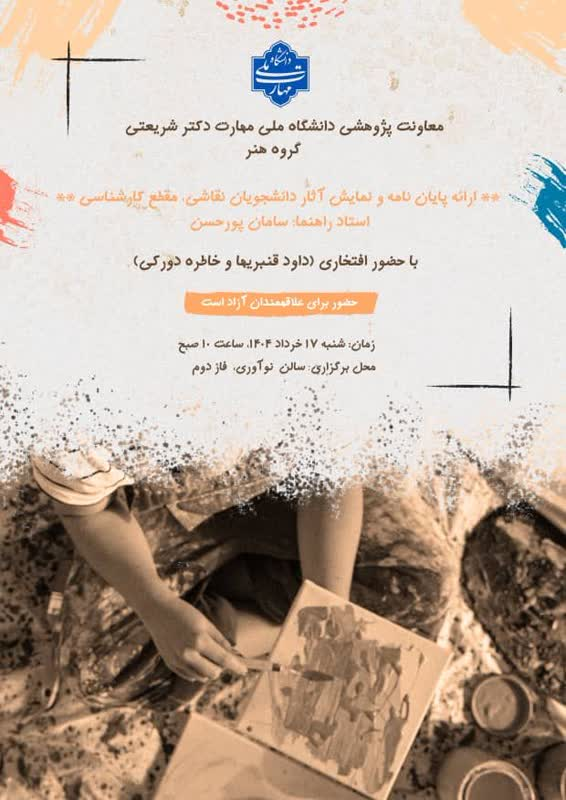 دانشگاه
ملی
مهارت
معاونت پژوهشی دانشگاه ملی مهارت دکتر شریعتی
گروه هنر
** ارائه پایان نامه و نمایش آثار دانشجویان نقاشی، مقطع کارشناسی **
استاد راهنما: سامان پورحسن
با حضور افتخاری (داود قنبریها و خاطره دورکی)
حضور برای علاقمندان آزاد است
زمان: شنبه ۱۷ خرداد ۱۴۰۴، ساعت ۱۰ صبح
محل برگزاری: سالن نوآوری، فاز دوم